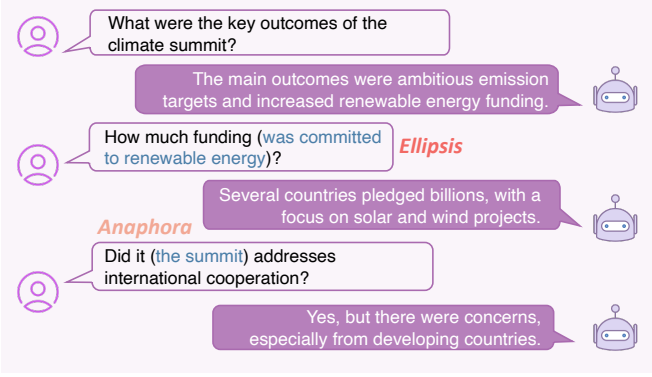 What were the key outcomes of the
climate summit?
The main outcomes were ambitious emission
targets and increased renewable energy funding.
How much funding (was committed
to renewable energy)?
Ellipsis
Several countries pledged billions, with a
focus on solar and wind projects.
Anaphora
Did it (the summit) addresses
international cooperation?
Yes, but there were concerns,
especially from developing countries.